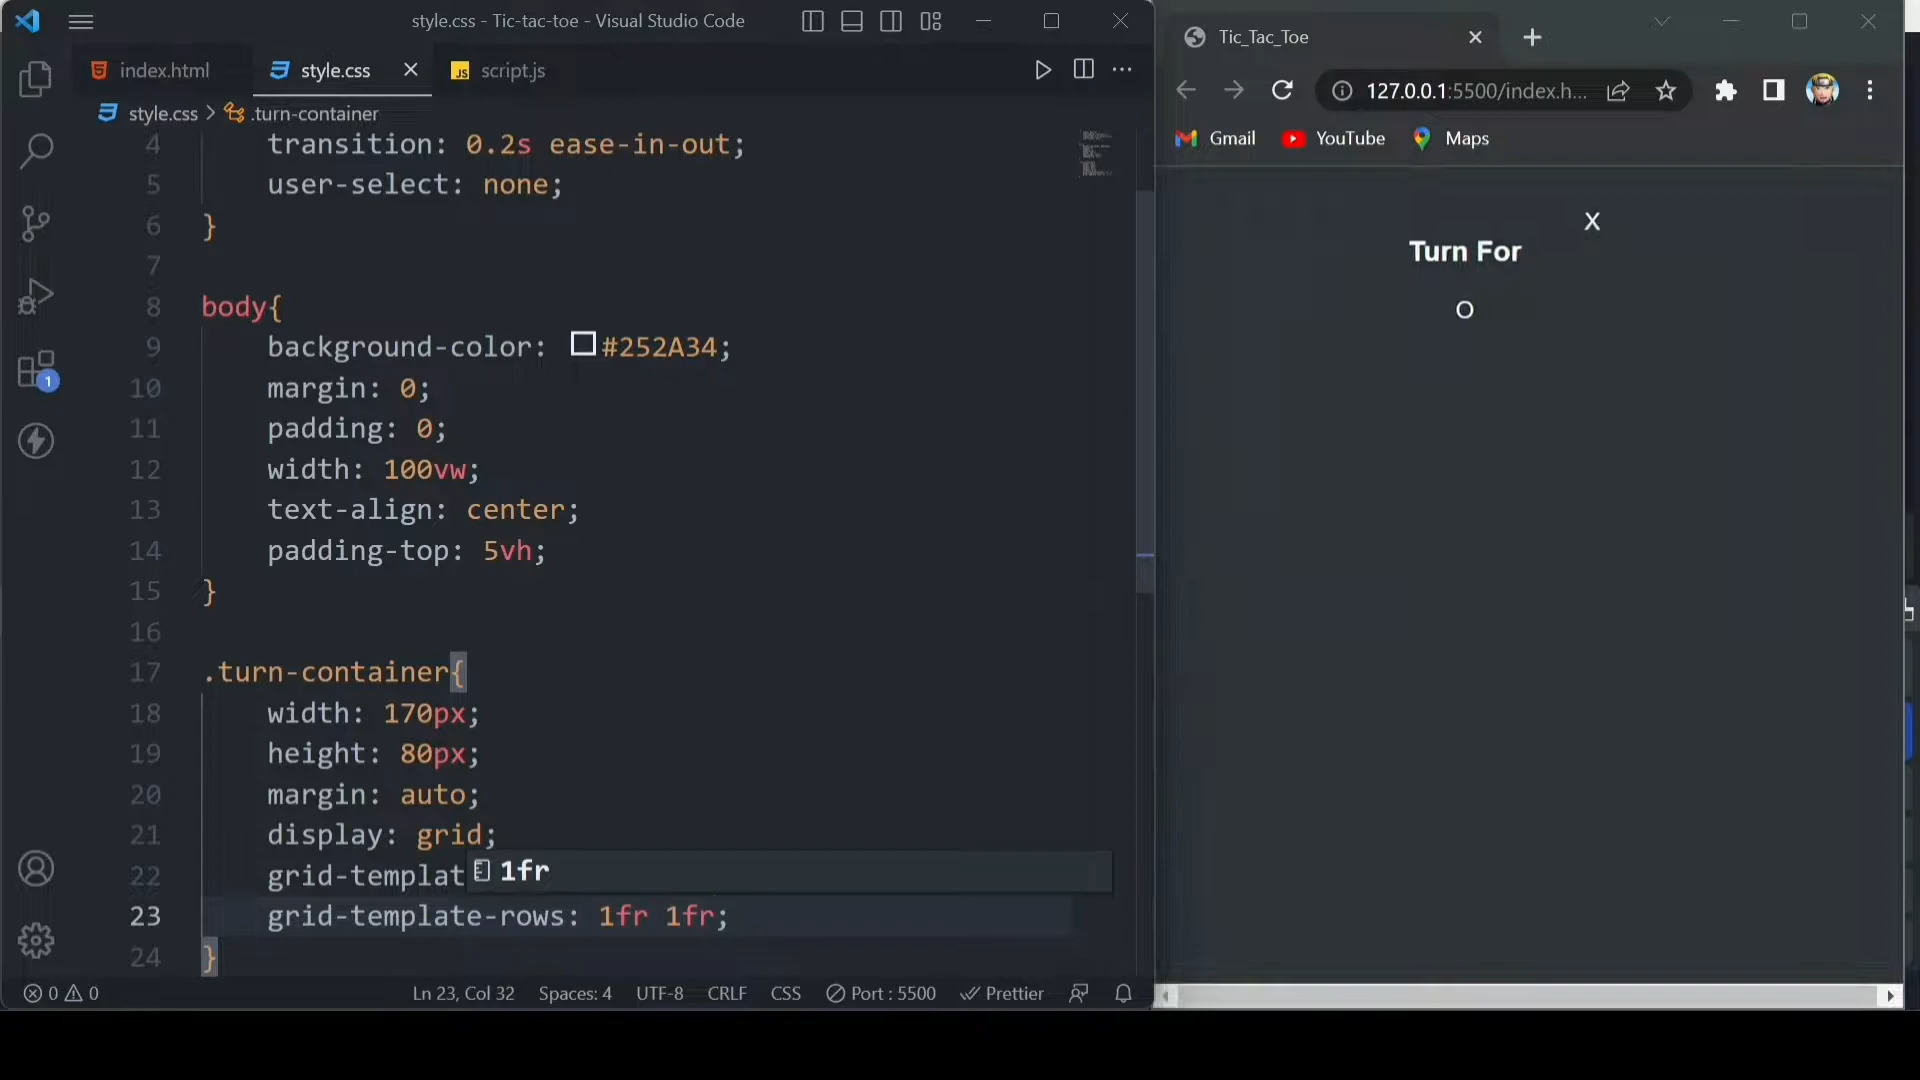 style.css - Tic-tac-toe - Visual Studio Code
index.html
style.css
JS script.js
style.css > .turn-container
4 transition: 0.2s ease-in-out;
5 user-select: none;
6 }
7
8 body{
9 background-color: #252A34;
10 margin: 0;
11 padding: 0;
12 width: 100vw;
13 text-align: center;
14 padding-top: 5vh;
15 }
16
17 .turn-container{
18 width: 170px;
19 height: 80px;
20 margin: auto;
21 display: grid;
22 grid-templat
1fr
23 grid-template-rows: 1fr 1fr;
24 }
1
0 0 Ln 23, Col 32 Spaces: 4 UTF-8 CRLF CSS Port : 5500 Prettier
Tic_Tac_Toe
127.0.0.1:5500/index.h...
Gmail YouTube Maps
X
Turn For
O